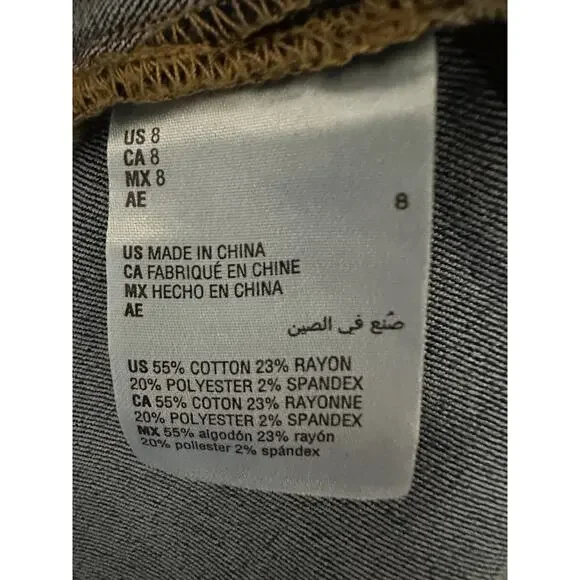 US 8
CA 8
MX 8
AE 8
US MADE IN CHINA
CA FABRIQUÉ EN CHINE
MX HECHO EN CHINA
AE
صُنع في الصين
US 55% COTTON 23% RAYON
20% POLYESTER 2% SPANDEX
CA 55% COTON 23% RAYONNE
20% POLYESTER 2% SPANDEX
MX 55% algodón 23% rayón
20% poliester 2% spándex